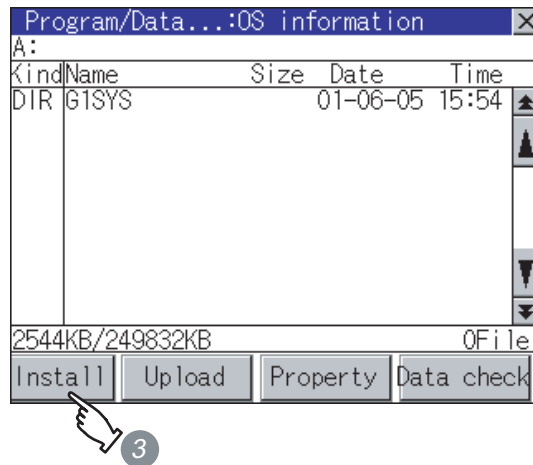 Program/Data...:OS information ×
A:
Kind Name Size Date Time
DIR G1SYS 01-06-05 15:54
2544KB/249832KB 0File
Install Upload Property Data check
3